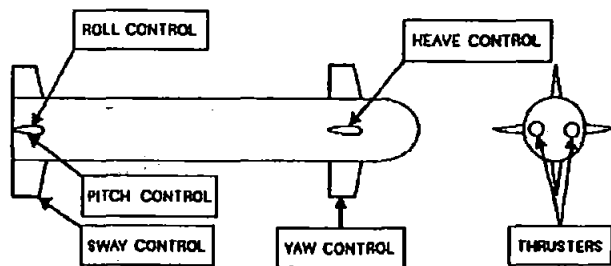 ROLL CONTROL
HEAVE CONTROL
PITCH CONTROL
SWAY CONTROL
YAW CONTROL
THRUSTERS